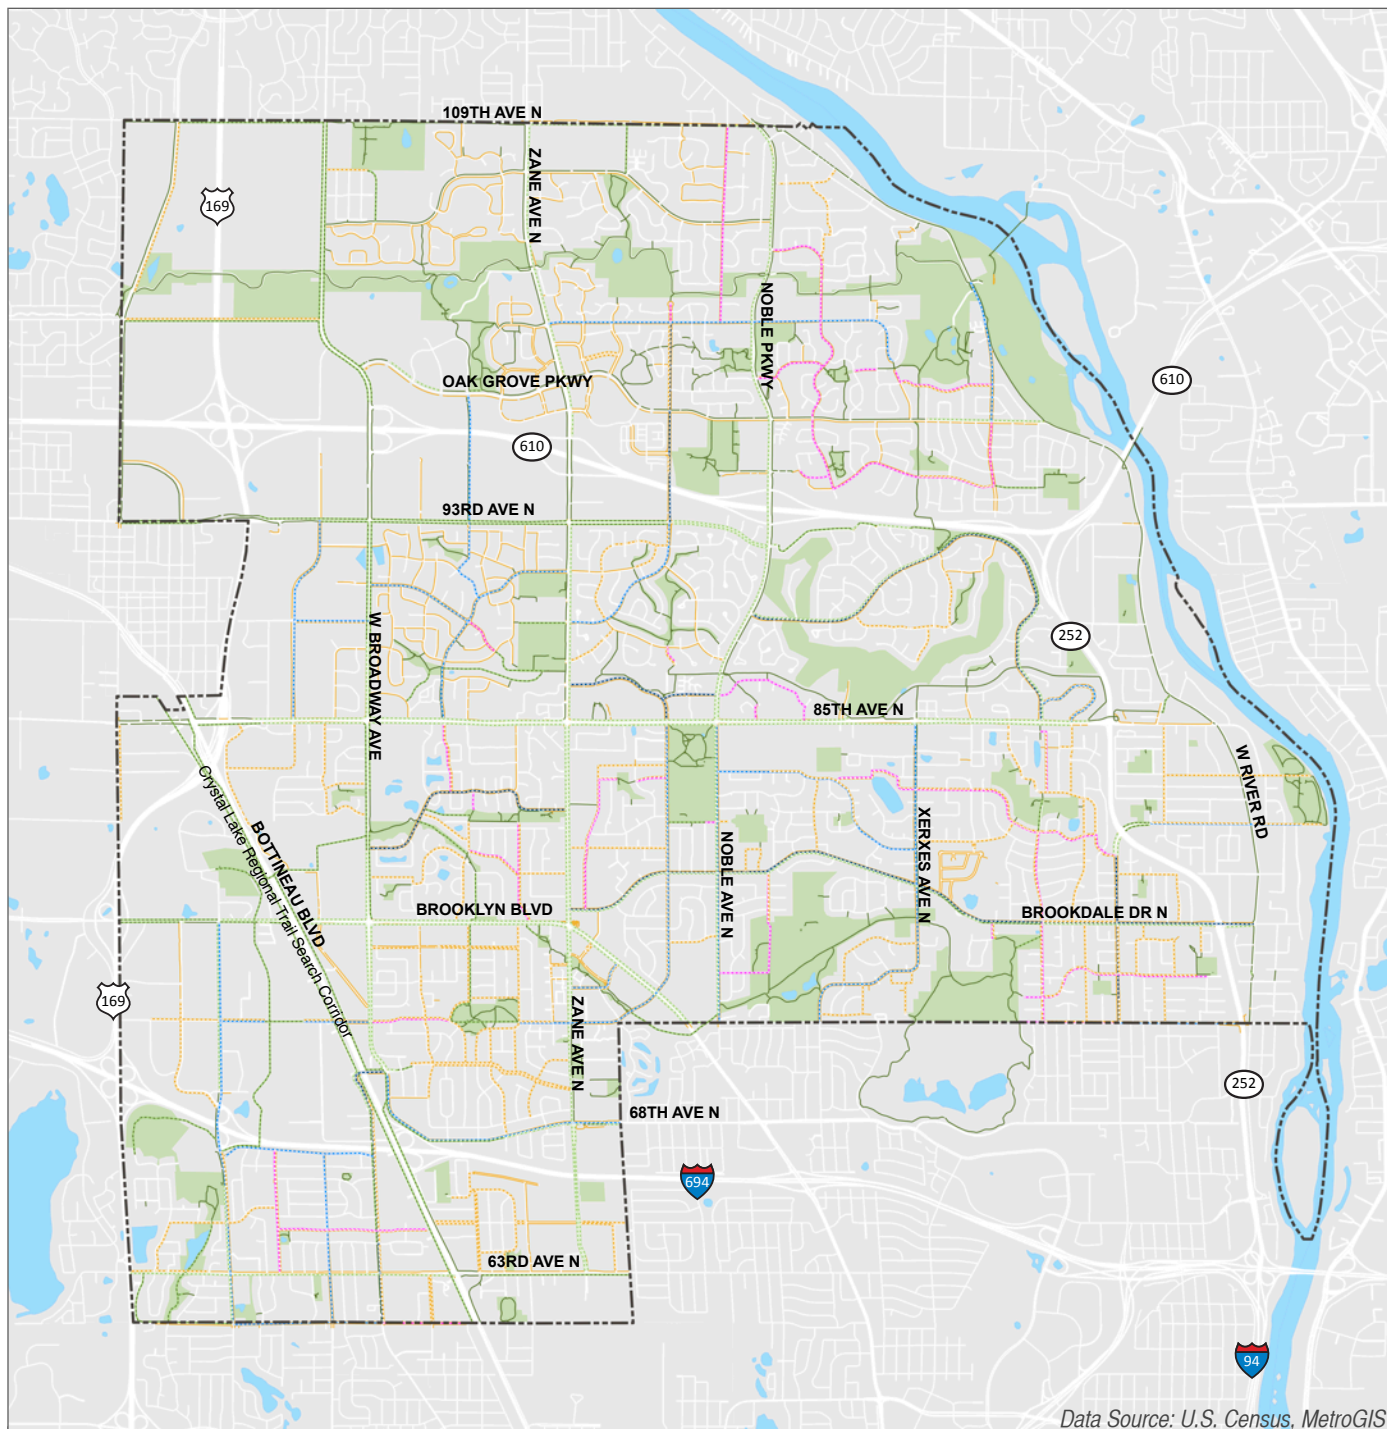 109TH AVE N
ZANE AVE N
169
NOBLE PKWY
OAK GROVE PKWY
610
610
93RD AVE N
W BROADWAY AVE
252
85TH AVE N
W RIVER RD
Crystal Lake Regional Trail Search Corridor
BOTTINEAU BLVD
NOBLE AVE N
XERXES AVE N
BROOKLYN BLVD
BROOKDALE DR N
169
ZANE AVE N
252
68TH AVE N
694
63RD AVE N
94
Data Source: U.S. Census, MetroGIS